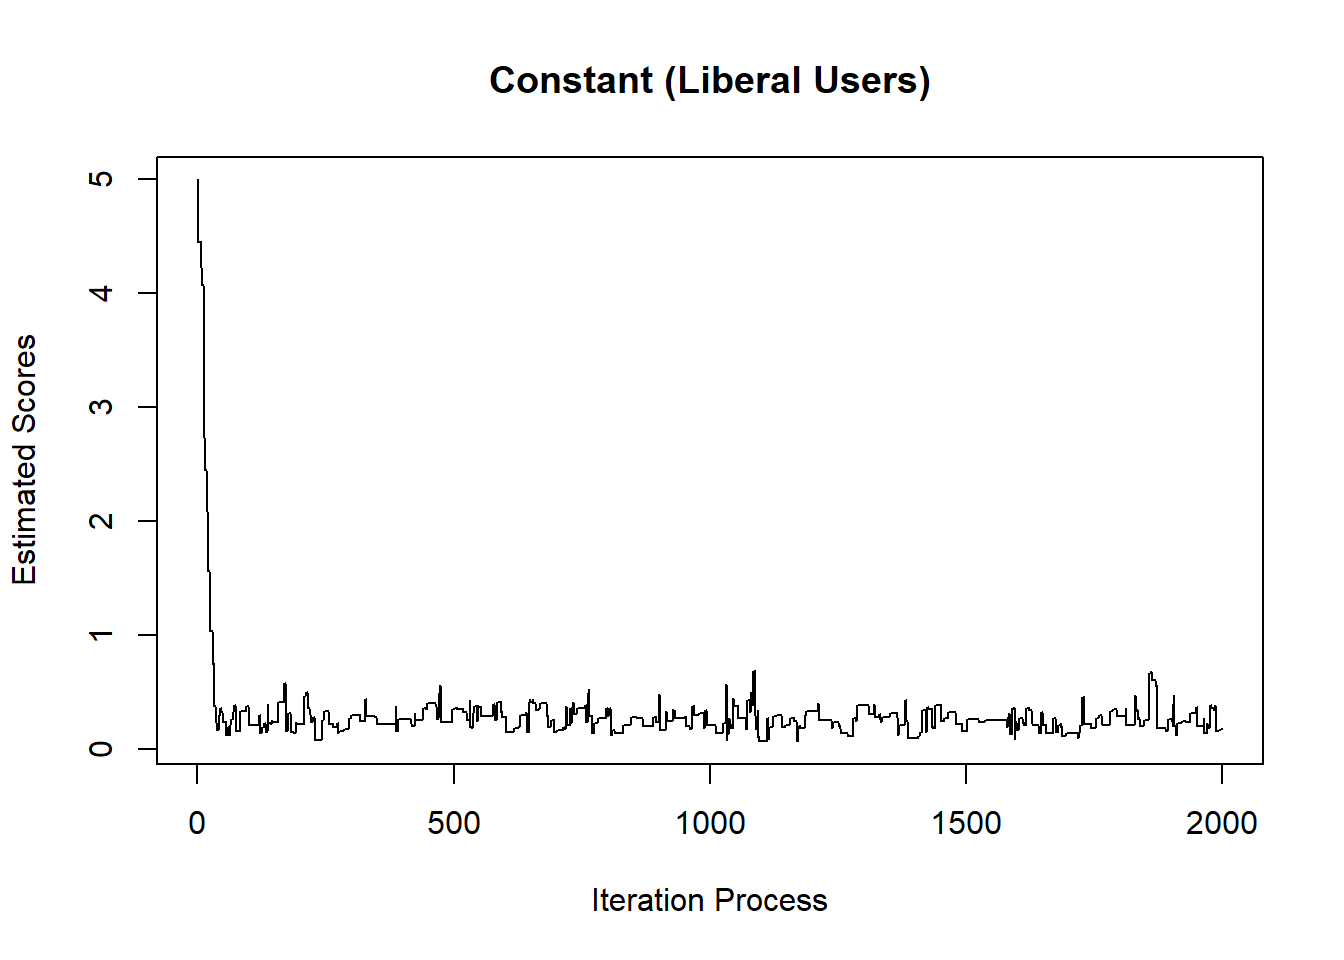 Constant (Liberal Users)
Estimated Scores
5
4
3
2
1
0
0 500 1000 1500 2000
Iteration Process